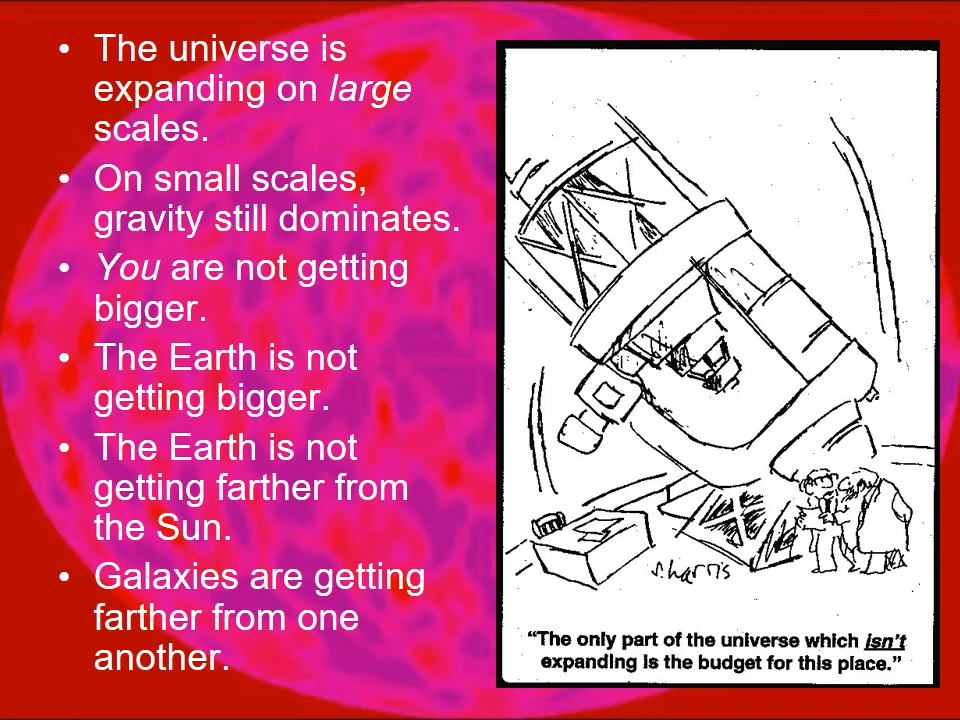 • The universe is
expanding on large
scales.
• On small scales,
gravity still dominates.
• You are not getting
bigger.
• The Earth is not
getting bigger.
• The Earth is not
getting farther from
the Sun.
• Galaxies are getting
farther from one
another.
s.harris
“The only part of the universe which isn’t
expanding is the budget for this place.”